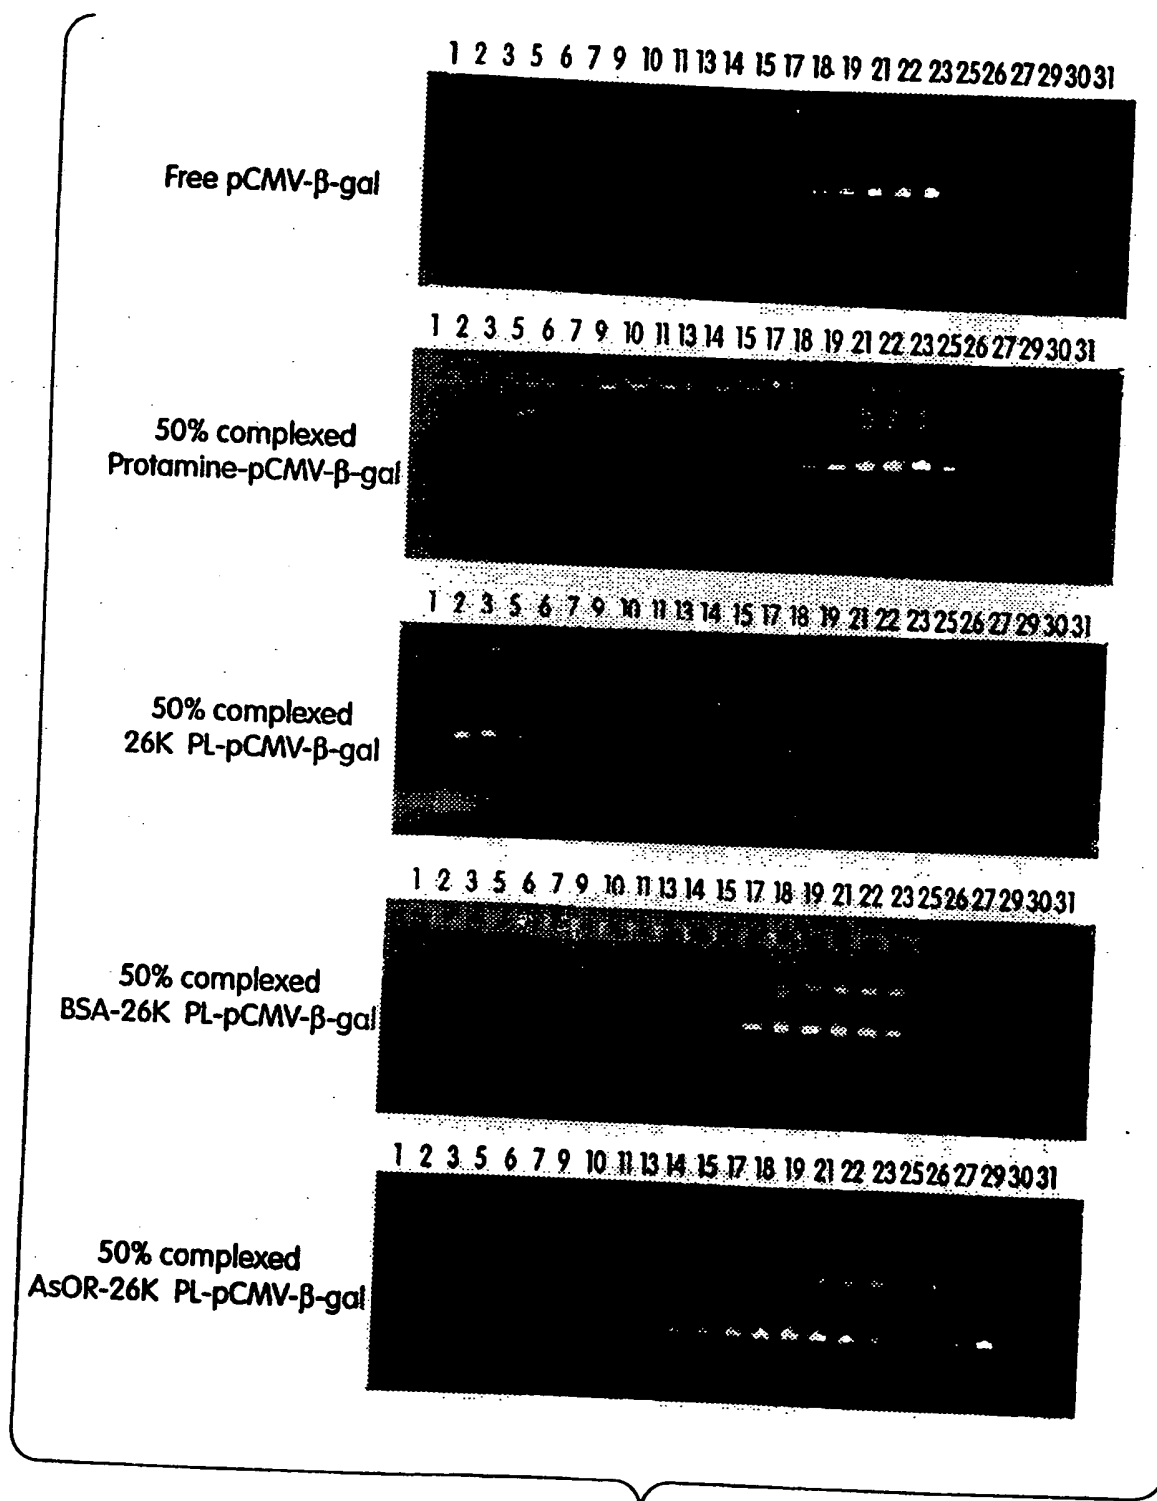 1 2 3 5 6 7 9 10 11 13 14 15 17 18 19 21 22 23 25 26 27 29 30 31
Free pCMV-β-gal
1 2 3 5 6 7 9 10 11 13 14 15 17 18 19 21 22 23 25 26 27 29 30 31
50% complexed
Protamine-pCMV-β-gal
1 2 3 5 6 7 9 10 11 13 14 15 17 18 19 21 22 23 25 26 27 29 30 31
50% complexed
26K PL-pCMV-β-gal
1 2 3 5 6 7 9 10 11 13 14 15 17 18 19 21 22 23 25 26 27 29 30 31
50% complexed
BSA-26K PL-pCMV-β-gal
1 2 3 5 6 7 9 10 11 13 14 15 17 18 19 21 22 23 25 26 27 29 30 31
50% complexed
AsOR-26K PL-pCMV-β-gal